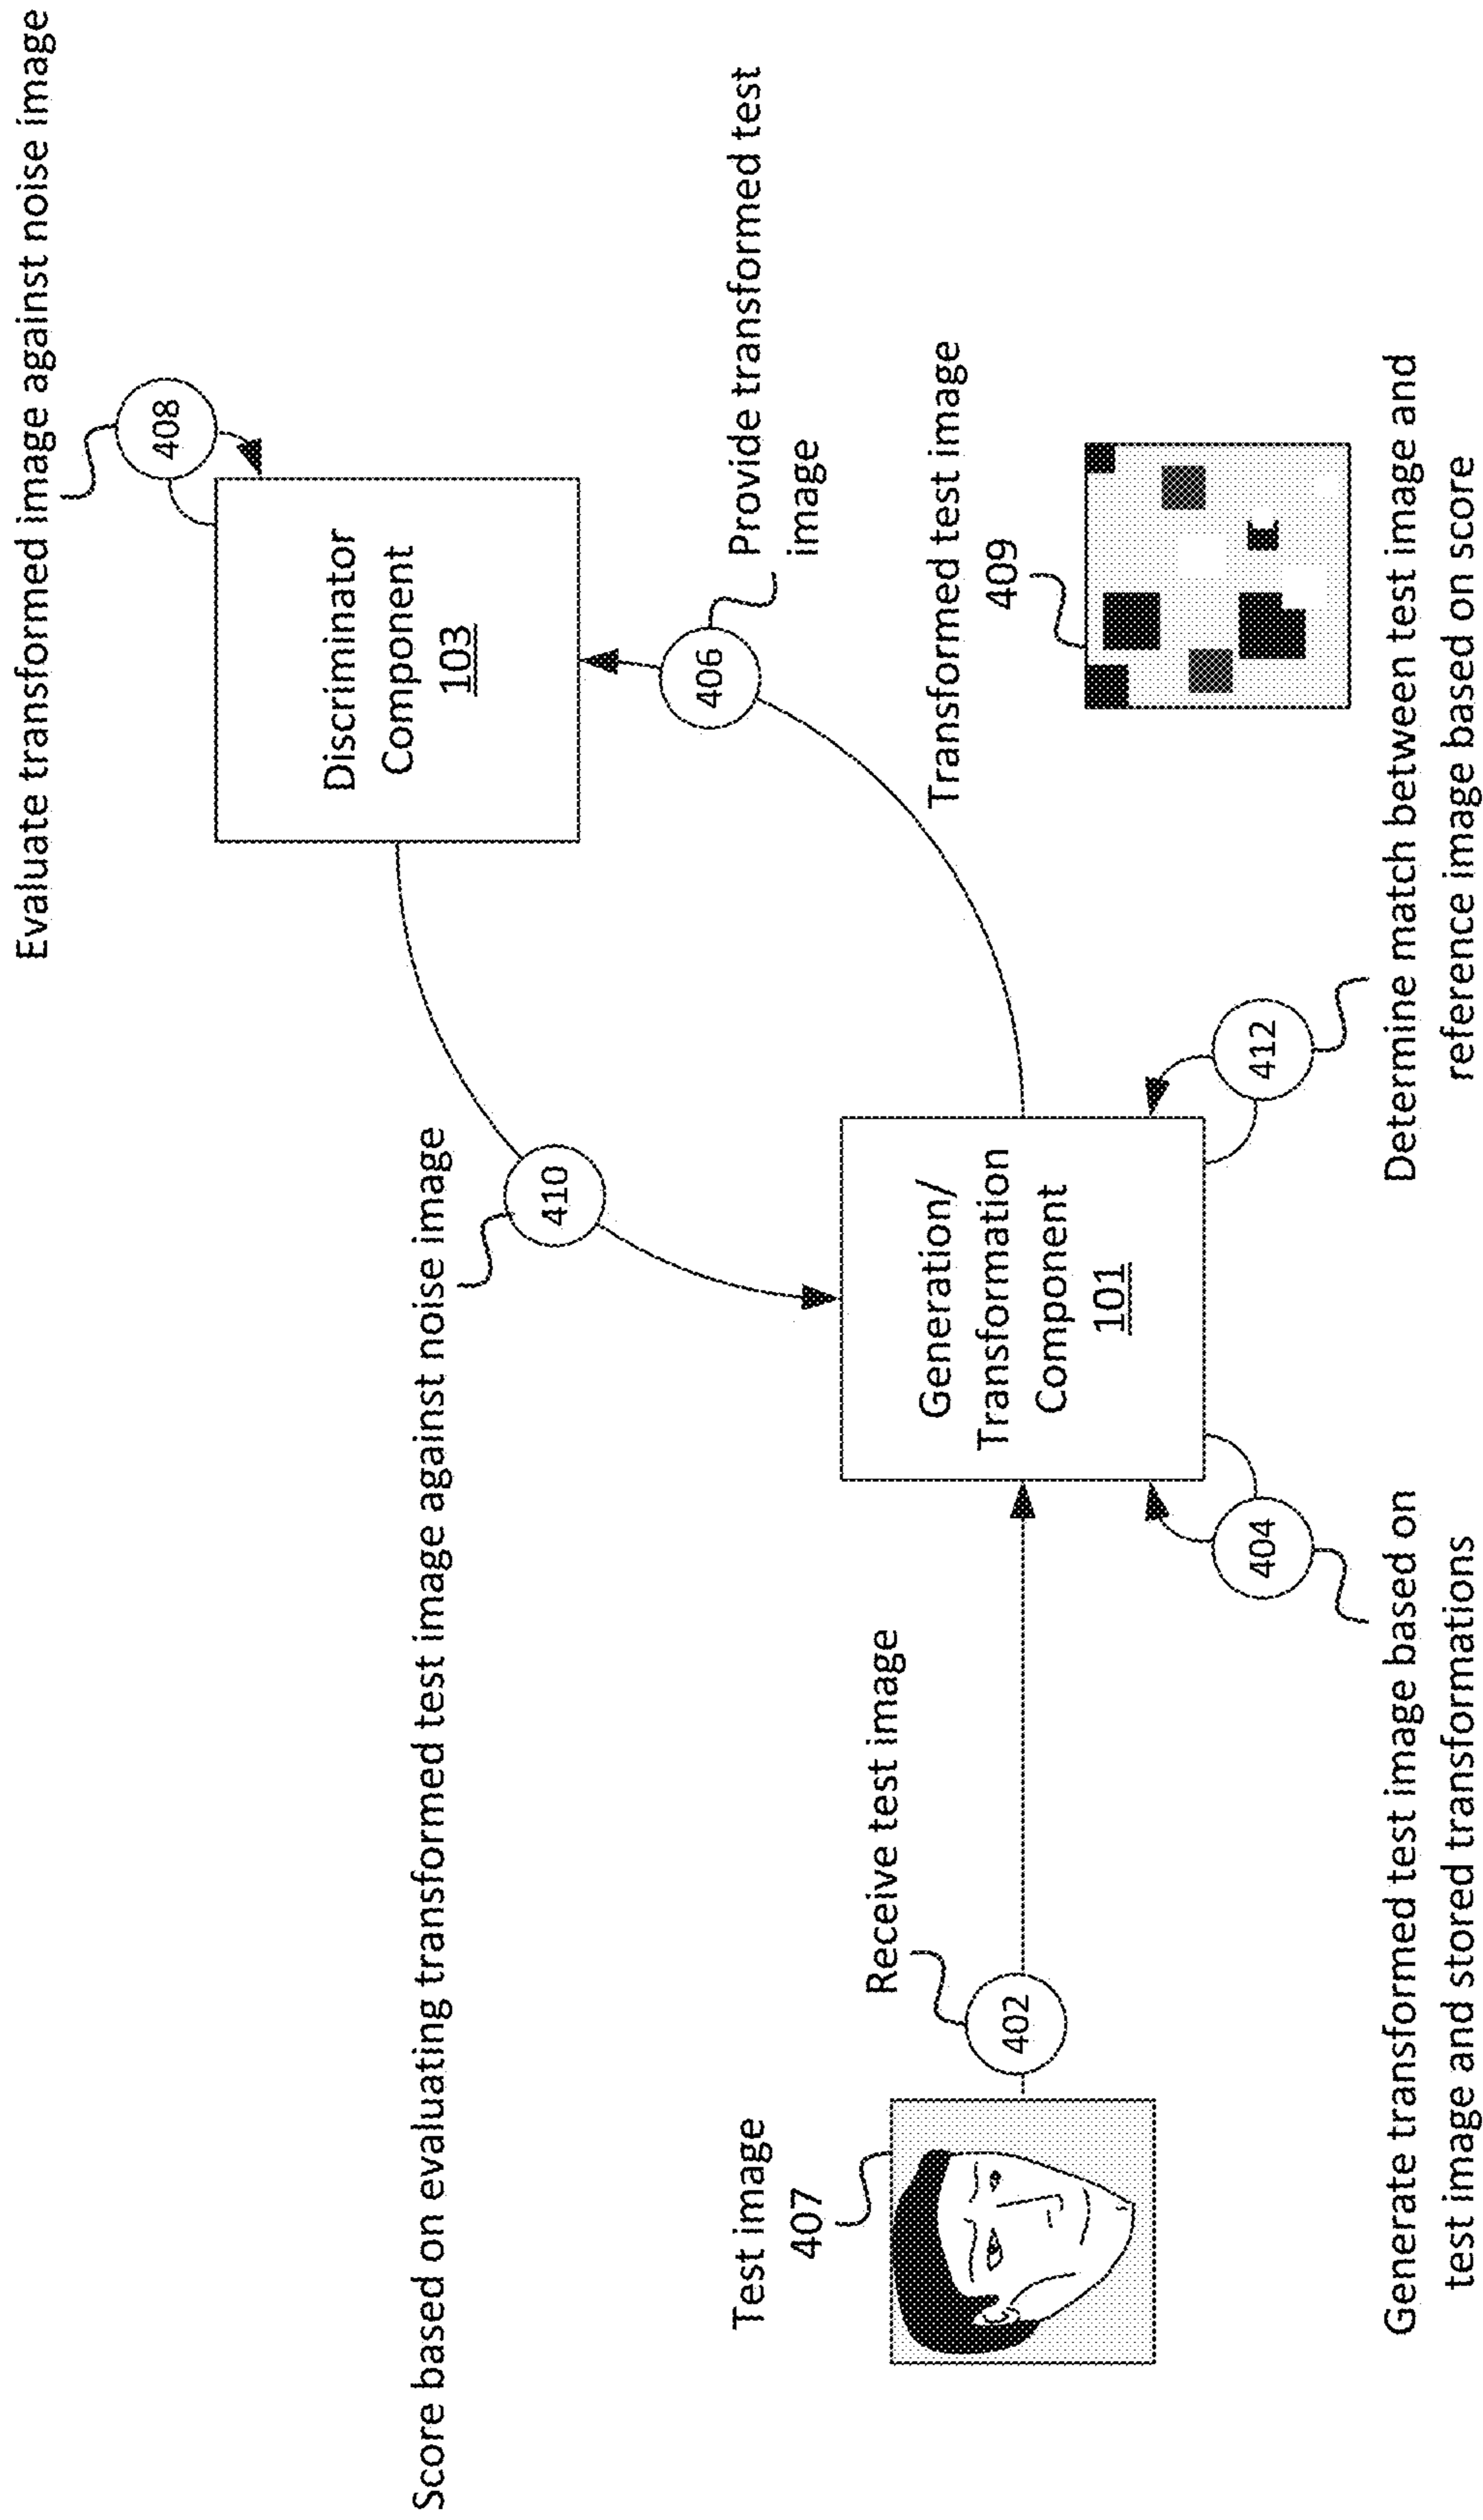 Evaluate transformed image against noise image
408
Discriminator
Component
103
Score based on evaluating transformed test image against noise image
410
406
Provide transformed test
image
Test image
407
Receive test image
402
Generation/
Transformation
Component
101
Transformed test image
409
404
412
Generate transformed test image based on
test image and stored transformations
Determine match between test image and
reference image based on score